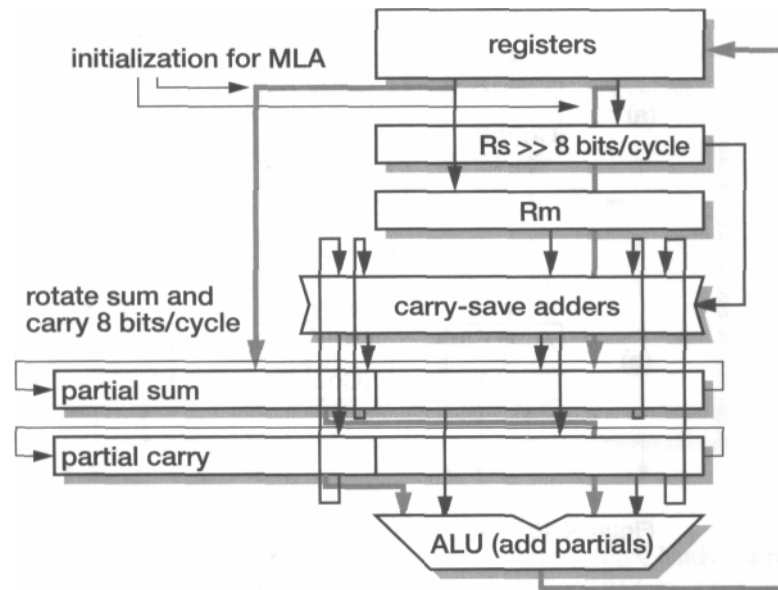 registers
initialization for MLA
Rs >> 8 bits/cycle
Rm
rotate sum and
carry 8 bits/cycle
carry-save adders
partial sum
partial carry
ALU (add partials)